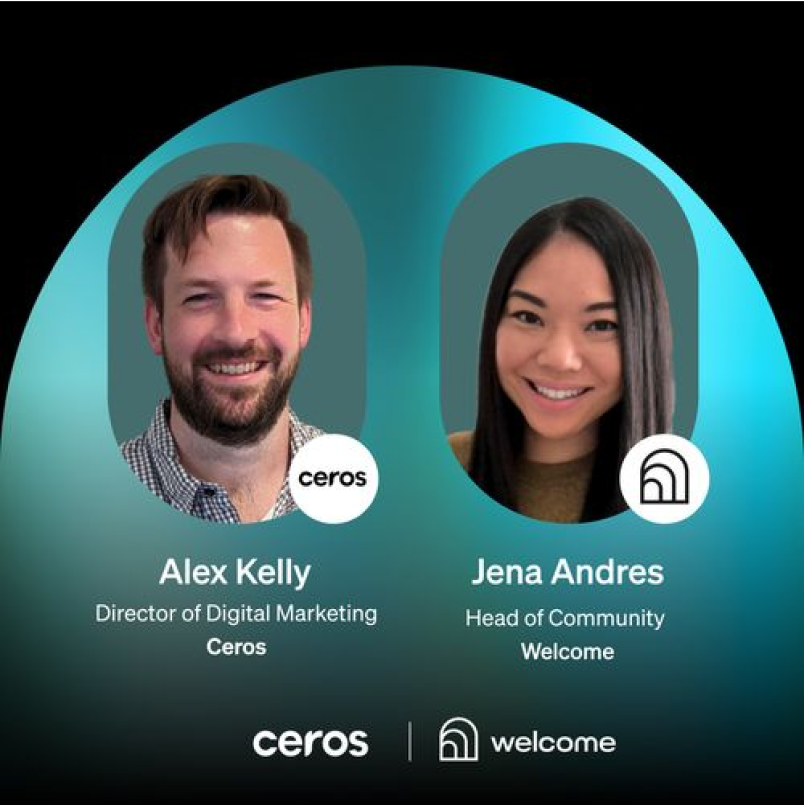 ceros
Alex Kelly
Director of Digital Marketing
Ceros
Jena Andres
Head of Community
Welcome
ceros
welcome